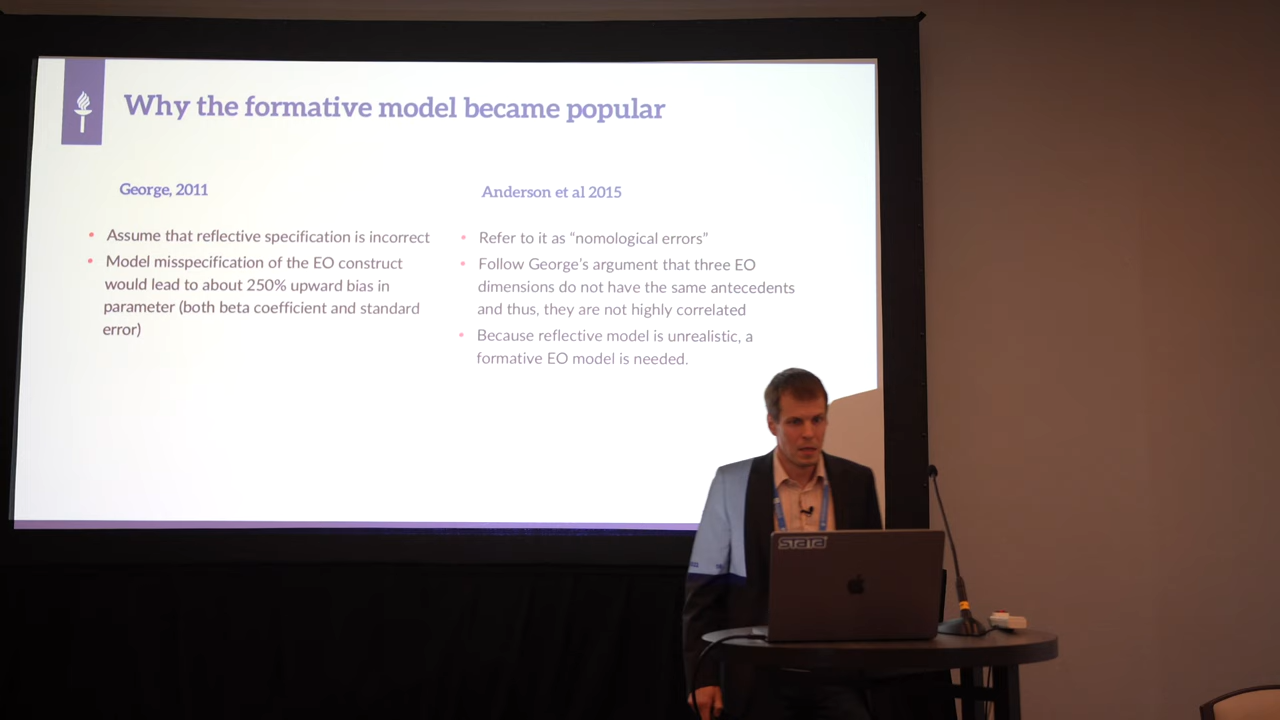 Why the formative model became popular
George, 2011
• Assume that reflective specification is incorrect
• Model misspecification of the EO construct
would lead to about 250% upward bias in
parameter (both beta coefficient and standard
error)
Anderson et al 2015
• Refer to it as “nomological errors”
• Follow George’s argument that three EO
dimensions do not have the same antecedents
and thus, they are not highly correlated
• Because reflective model is unrealistic, a
formative EO model is needed.
STATA